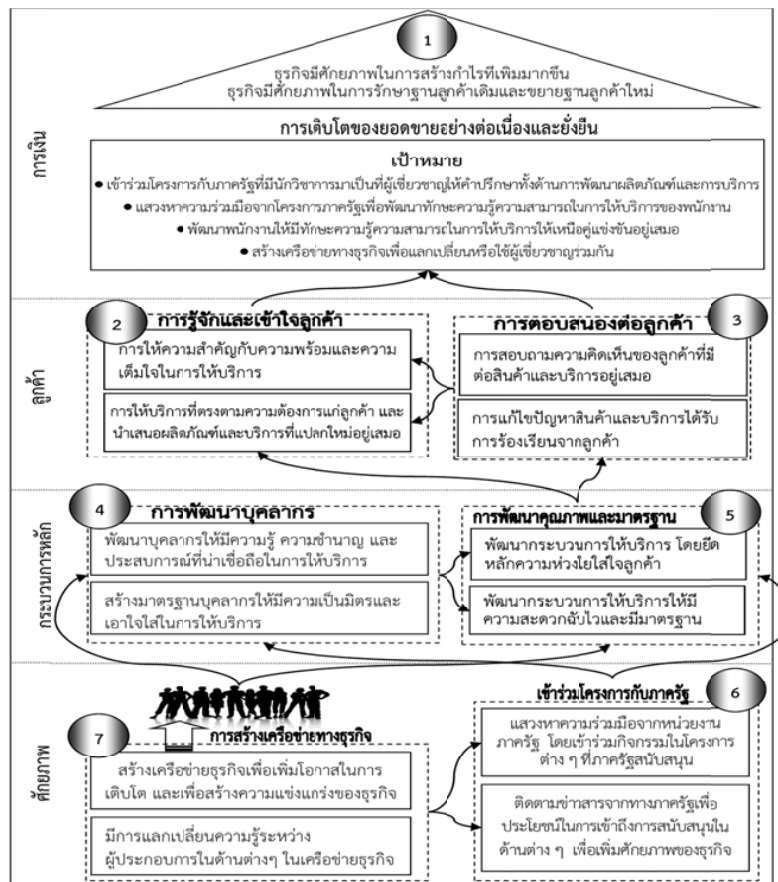 1
ธุรกิจมีศักยภาพในการสร้างกำไรที่เพิ่มมากขึ้น
ธุรกิจมีศักยภาพในการรักษาฐานลูกค้าเดิมและขยายฐานลูกค้าใหม่
การเงิน
การเติบโตของยอดขายอย่างต่อเนื่องและยั่งยืน
เป้าหมาย
● เข้าร่วมโครงการกับภาครัฐที่มีนักวิชาการมาเป็นที่ผู้เชี่ยวชาญให้คำปรึกษาทั้งด้านการพัฒนาผลิตภัณฑ์และการบริการ
● แสวงหาความร่วมมือจากโครงการภาครัฐเพื่อพัฒนาทักษะความรู้ความสามารถในการให้บริการของพนักงาน
● พัฒนาพนักงานให้มีทักษะความรู้ความสามารถในการให้บริการให้เหนือคู่แข่งขันอยู่เสมอ
● สร้างเครือข่ายทางธุรกิจเพื่อแลกเปลี่ยนหรือใช้ผู้เชี่ยวชาญร่วมกัน
ลูกค้า
2
การรู้จักและเข้าใจลูกค้า
การให้ความสำคัญกับความพร้อมและความ
เต็มใจในการให้บริการ
การให้บริการที่ตรงตามความต้องการแก่ลูกค้า และ
นำเสนอผลิตภัณฑ์และบริการที่แปลกใหม่อยู่เสมอ
3
การตอบสนองต่อลูกค้า
การสอบถามความคิดเห็นของลูกค้าที่มี
ต่อสินค้าและบริการอยู่เสมอ
การแก้ไขปัญหาสินค้าและบริการได้รับ
การร้องเรียนจากลูกค้า
กระบวนการหลัก
4
การพัฒนาบุคลากร
พัฒนาบุคลากรให้มีความรู้ ความชำนาญ และ
ประสบการณ์ที่น่าเชื่อถือในการให้บริการ
สร้างมาตรฐานบุคลากรให้มีความเป็นมิตรและ
เอาใจใส่ในการให้บริการ
5
การพัฒนาคุณภาพและมาตรฐาน
พัฒนากระบวนการให้บริการ โดยยึด
หลักความห่วงใยใส่ใจลูกค้า
พัฒนากระบวนการให้บริการให้มี
ความสะดวกฉับไวและมีมาตรฐาน
ศักยภาพ
7
การสร้างเครือข่ายทางธุรกิจ
สร้างเครือข่ายธุรกิจเพื่อเพิ่มโอกาสในการ
เติบโต และเพื่อสร้างความแข็งแกร่งของธุรกิจ
มีการแลกเปลี่ยนความรู้ระหว่าง
ผู้ประกอบการในด้านต่างๆ ในเครือข่ายธุรกิจ
6
เข้าร่วมโครงการกับภาครัฐ
แสวงหาความร่วมมือจากหน่วยงาน
ภาครัฐ โดยเข้าร่วมกิจกรรมในโครงการ
ต่าง ๆ ที่ภาครัฐสนับสนุน
ติดตามข่าวสารจากทางภาครัฐเพื่อ
ประโยชน์ในการเข้าถึงการสนับสนุนใน
ด้านต่าง ๆ เพื่อเพิ่มศักยภาพของธุรกิจ